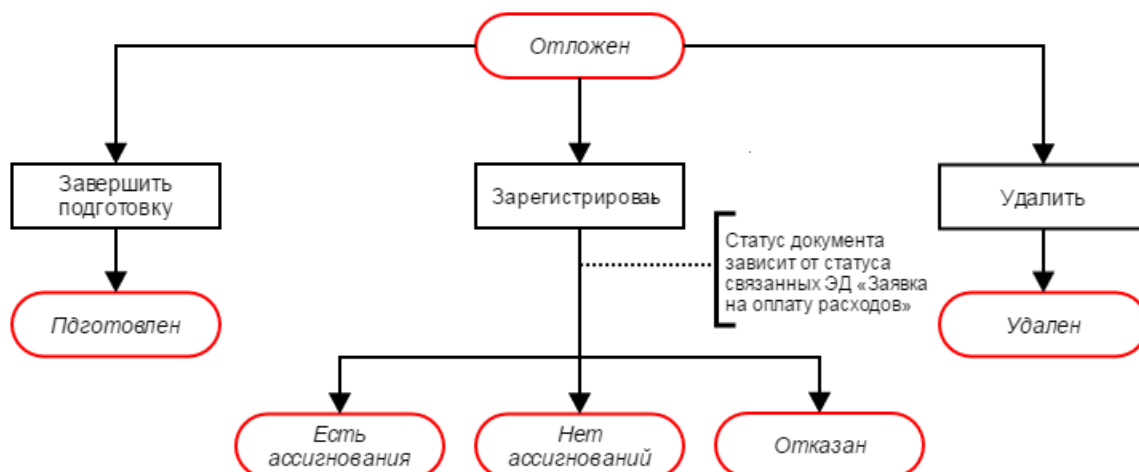 Отложен
Завершить
подготовку
Зарегистрироваь
Удалить
Статус документа
зависит от статуса
связанных ЭД «Заявка
на оплату расходов»
Пдготовлен
Удален
Есть
ассигнования
Нет
ассигнований
Отказан